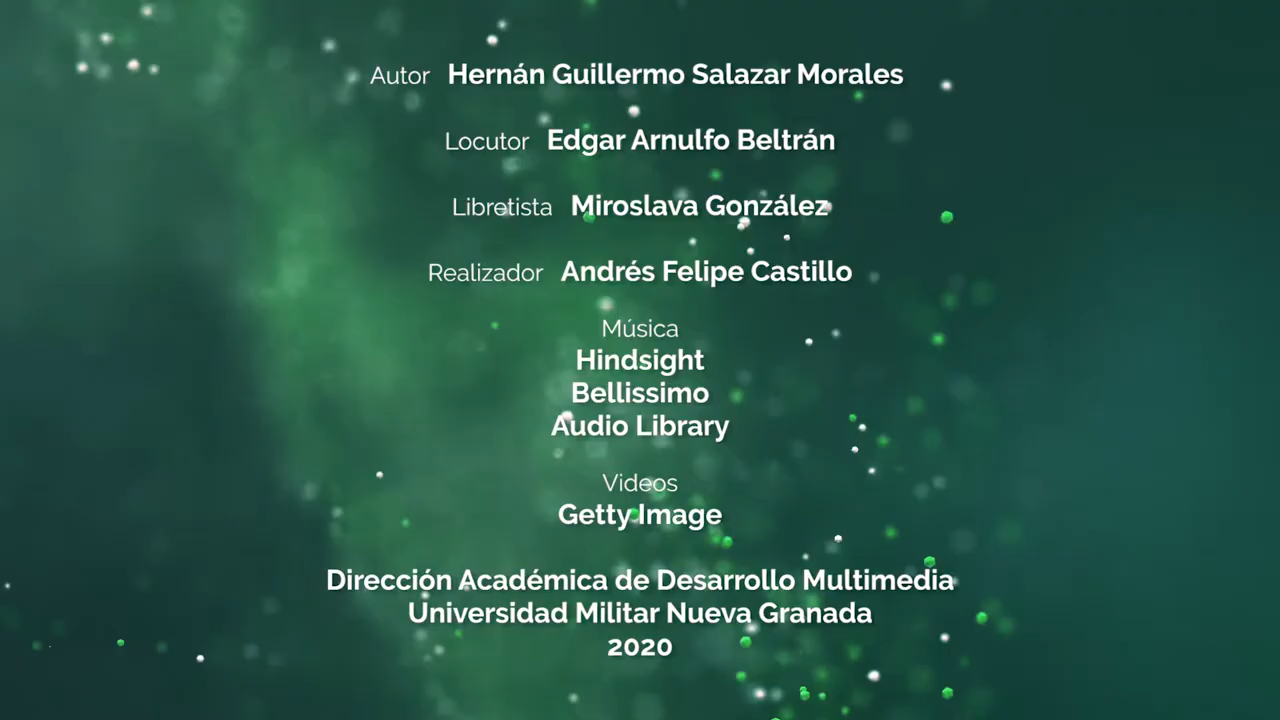 Autor Hernán Guillermo Salazar Morales
Locutor Edgar Arnulfo Beltrán
Libretista Miroslava González
Realizador Andrés Felipe Castillo
Música
Hindsight
Bellissimo
Audio Library
Videos
Getty Image
Dirección Académica de Desarrollo Multimedia
Universidad Militar Nueva Granada
2020